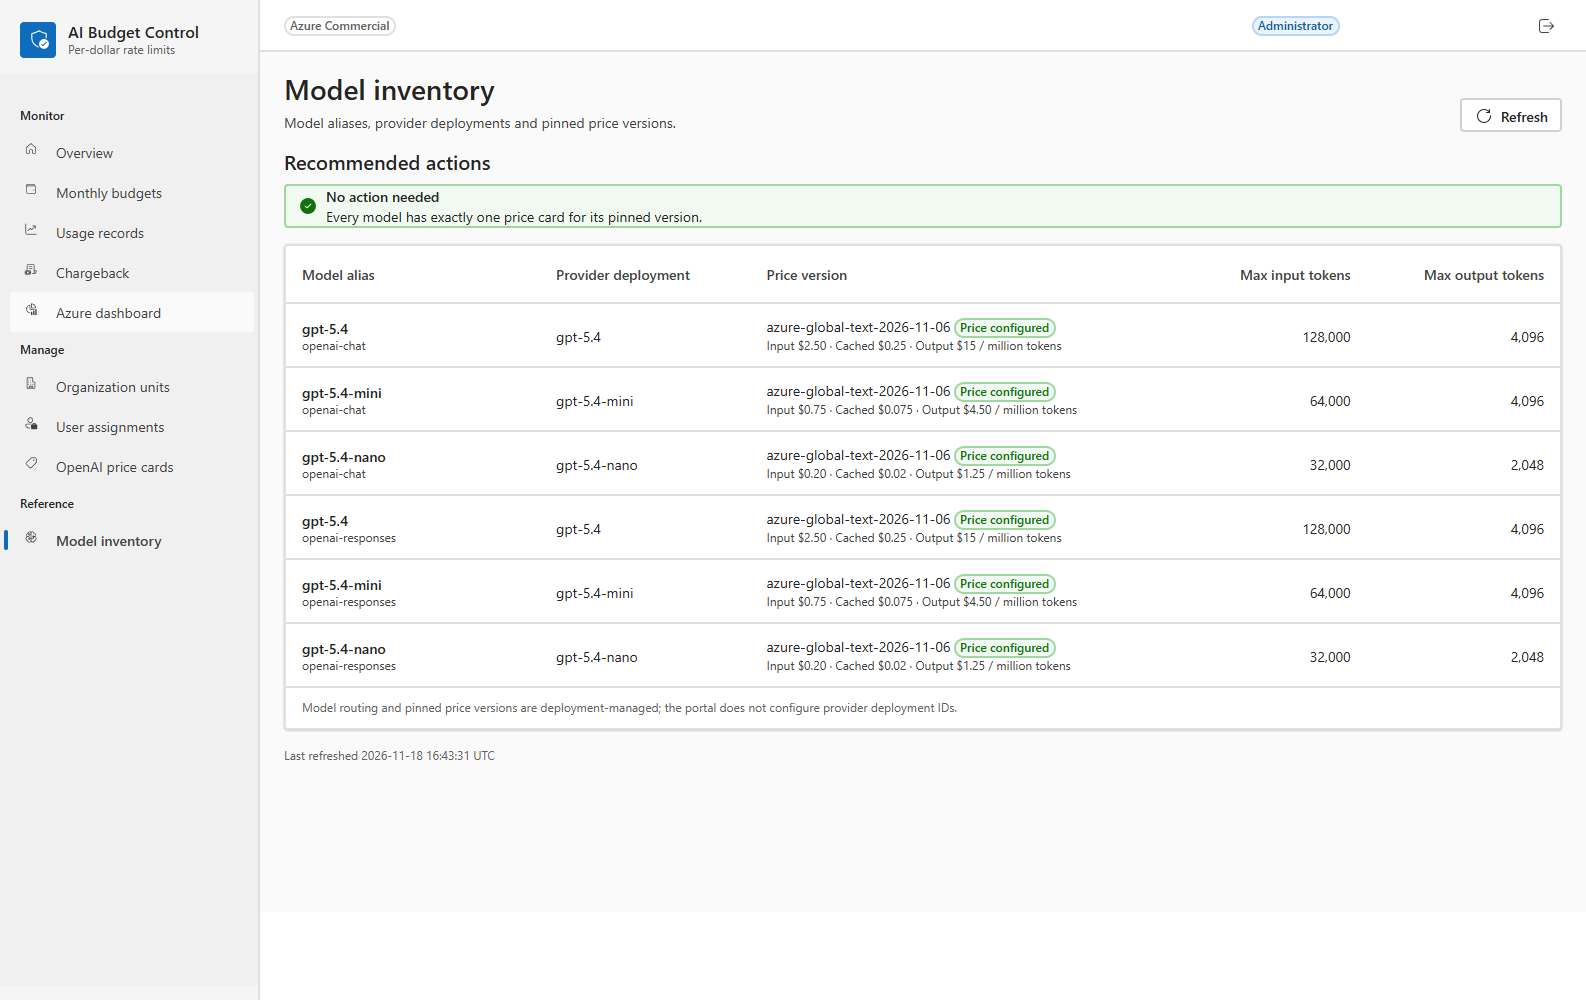 AI Budget Control
Per-dollar rate limits
Azure Commercial
Administrator
Monitor
Overview
Monthly budgets
Usage records
Chargeback
Azure dashboard
Manage
Organization units
User assignments
OpenAI price cards
Reference
Model inventory
Model inventory
Model aliases, provider deployments and pinned price versions.
Refresh
Recommended actions
No action needed
Every model has exactly one price card for its pinned version.
Model alias Provider deployment Price version Max input tokens Max output tokens
gpt-5.4
openai-chat
gpt-5.4
azure-global-text-2026-11-06 Price configured
Input $2.50 · Cached $0.25 · Output $15 / million tokens
128,000
4,096
gpt-5.4-mini
openai-chat
gpt-5.4-mini
azure-global-text-2026-11-06 Price configured
Input $0.75 · Cached $0.075 · Output $4.50 / million tokens
64,000
4,096
gpt-5.4-nano
openai-chat
gpt-5.4-nano
azure-global-text-2026-11-06 Price configured
Input $0.20 · Cached $0.02 · Output $1.25 / million tokens
32,000
2,048
gpt-5.4
openai-responses
gpt-5.4
azure-global-text-2026-11-06 Price configured
Input $2.50 · Cached $0.25 · Output $15 / million tokens
128,000
4,096
gpt-5.4-mini
openai-responses
gpt-5.4-mini
azure-global-text-2026-11-06 Price configured
Input $0.75 · Cached $0.075 · Output $4.50 / million tokens
64,000
4,096
gpt-5.4-nano
openai-responses
gpt-5.4-nano
azure-global-text-2026-11-06 Price configured
Input $0.20 · Cached $0.02 · Output $1.25 / million tokens
32,000
2,048
Model routing and pinned price versions are deployment-managed; the portal does not configure provider deployment IDs.
Last refreshed 2026-11-18 16:43:31 UTC